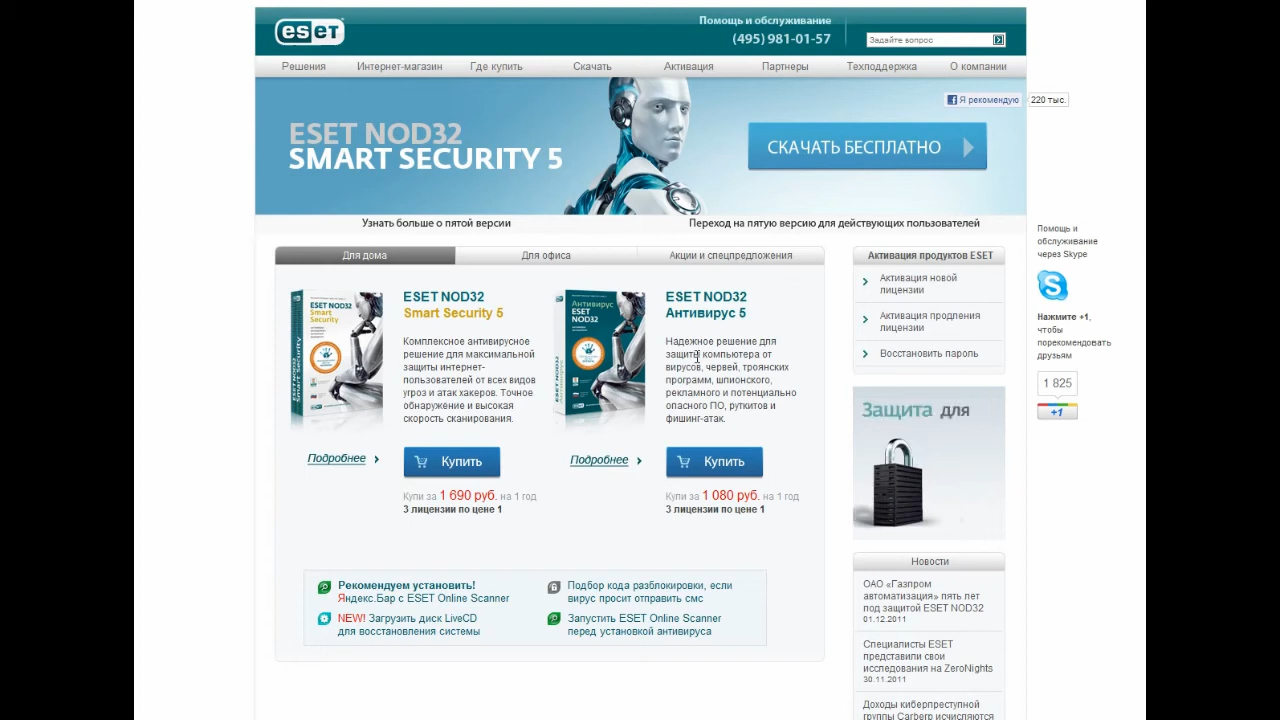 eset
Помощь и обслуживание
(495) 981-01-57
Задайте вопрос
Решения Интернет-магазин Где купить Скачать Активация Партнеры Техподдержка О компании
Я рекомендую 220 тыс.
ESET NOD32
SMART SECURITY 5
СКАЧАТЬ БЕСПЛАТНО
Узнать больше о пятой версии
Переход на пятую версию для действующих пользователей
Для дома Для офиса Акции и спецпредложения
ESET NOD32
Smart Security
ESET NOD32
Smart Security 5
Комплексное антивирусное
решение для максимальной
защиты интернет-
пользователей от всех видов
угроз и атак хакеров. Точное
обнаружение и высокая
скорость сканирования.
Подробнее
Купить
Купи за 1 690 руб. на 1 год
3 лицензии по цене 1
Антивирус
ESET
NOD32
ESET NOD32
Антивирус 5
Надежное решение для
защиты компьютера от
вирусов, червей, троянских
программ, шпионского,
рекламного и потенциально
опасного ПО, руткитов и
фишинг-атак.
Подробнее
Купить
Купи за 1 080 руб. на 1 год
3 лицензии по цене 1
Рекомендуем установить!
Яндекс.Бар с ESET Online Scanner
NEW! Загрузить диск LiveCD
для восстановления системы
Подбор кода разблокировки, если
вирус просит отправить смс
Запустить ESET Online Scanner
перед установкой антивируса
Активация продуктов ESET
Активация новой
лицензии
Активация продления
лицензии
Восстановить пароль
Защита для
Новости
ОАО «Газпром
автоматизация» пять лет
под защитой ESET NOD32
01.12.2011
Специалисты ESET
представили свои
исследования на ZeroNights
30.11.2011
Доходы киберпреступной
группы Carberp исчисляются
Помощь и
обслуживание
через Skype
Нажмите +1,
чтобы
порекомендовать
друзьям
1 825
+1